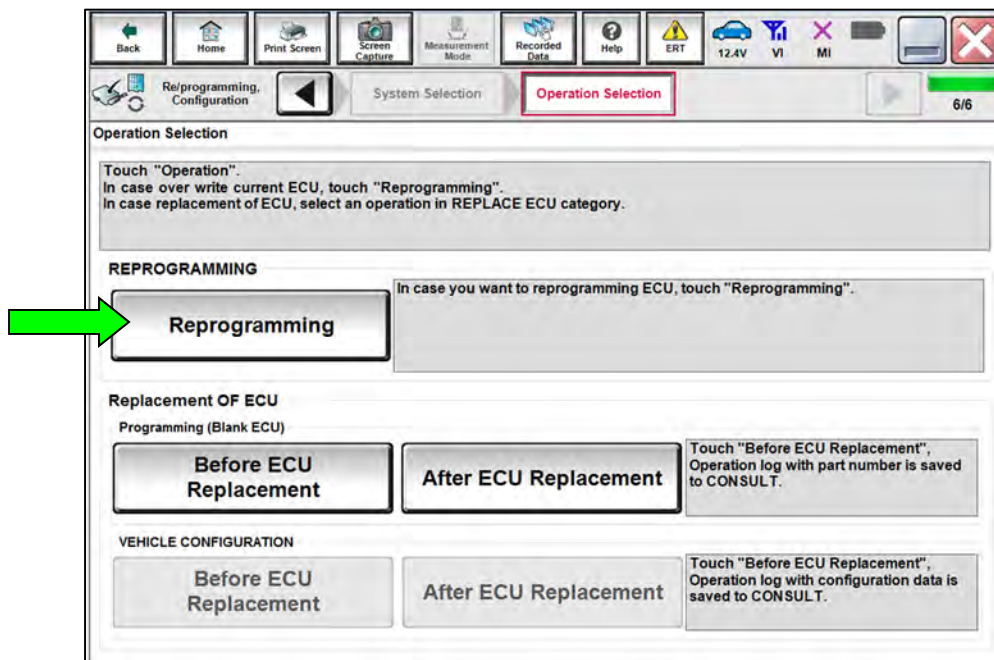 Back
Home
Print Screen
Screen
Capture
Measurement
Mode
Recorded
Data
Help
ERT
12.4V
VI
MI
Re/programming,
Configuration
System Selection
Operation Selection
6/6
Operation Selection
Touch "Operation".
In case over write current ECU, touch "Reprogramming".
In case replacement of ECU, select an operation in REPLACE ECU category.
REPROGRAMMING
Reprogramming
In case you want to reprogramming ECU, touch "Reprogramming".
Replacement OF ECU
Programming (Blank ECU)
Before ECU
Replacement
After ECU Replacement
Touch "Before ECU Replacement",
Operation log with part number is saved
to CONSULT.
VEHICLE CONFIGURATION
Before ECU
Replacement
After ECU Replacement
Touch "Before ECU Replacement",
Operation log with configuration data is
saved to CONSULT.